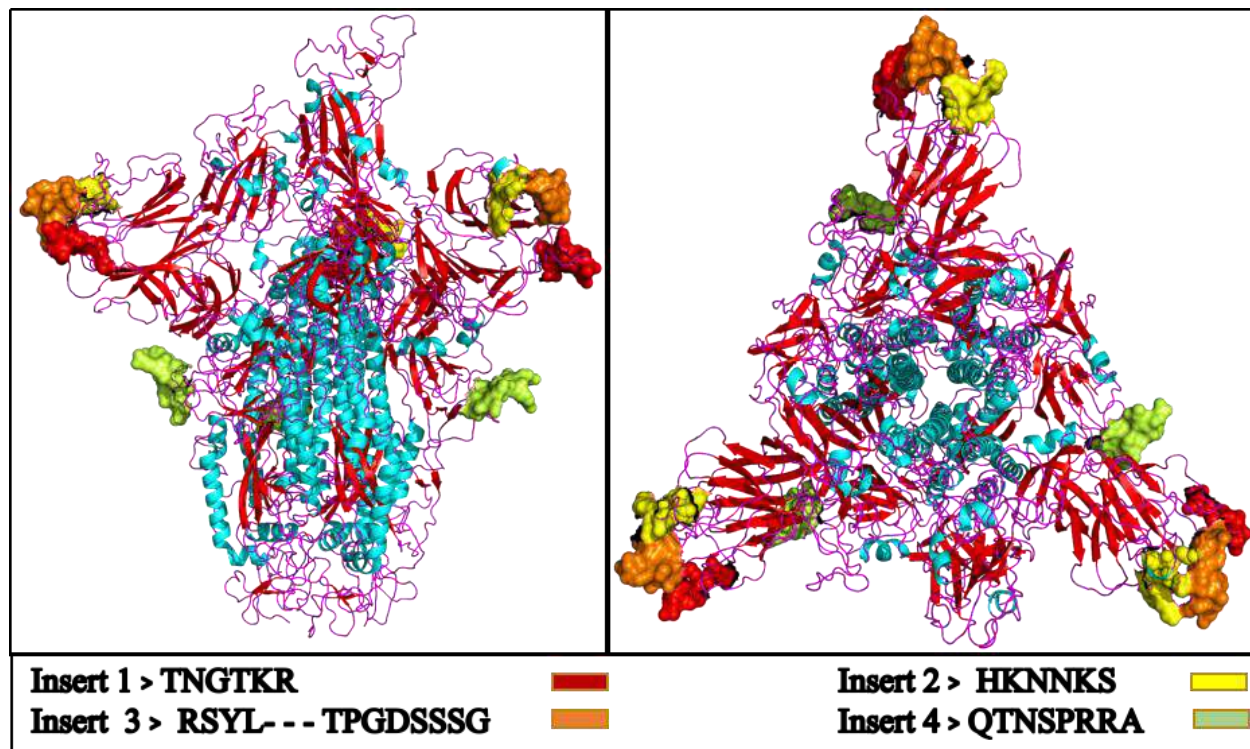 Insert 1 > TNGTKR
Insert 2 > HKNNKS
Insert 3 > RSYL---TPGDSSSG
Insert 4 > QTNSPRRA